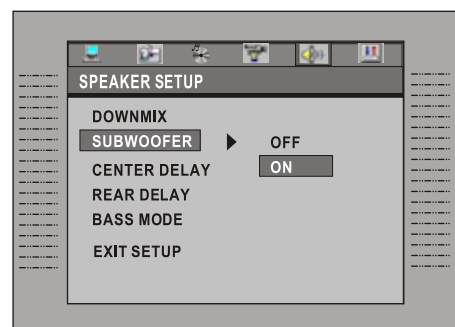 SPEAKER SETUP
DOWNMIX
SUBWOOFER
OFF
ON
CENTER DELAY
REAR DELAY
BASS MODE
EXIT SETUP